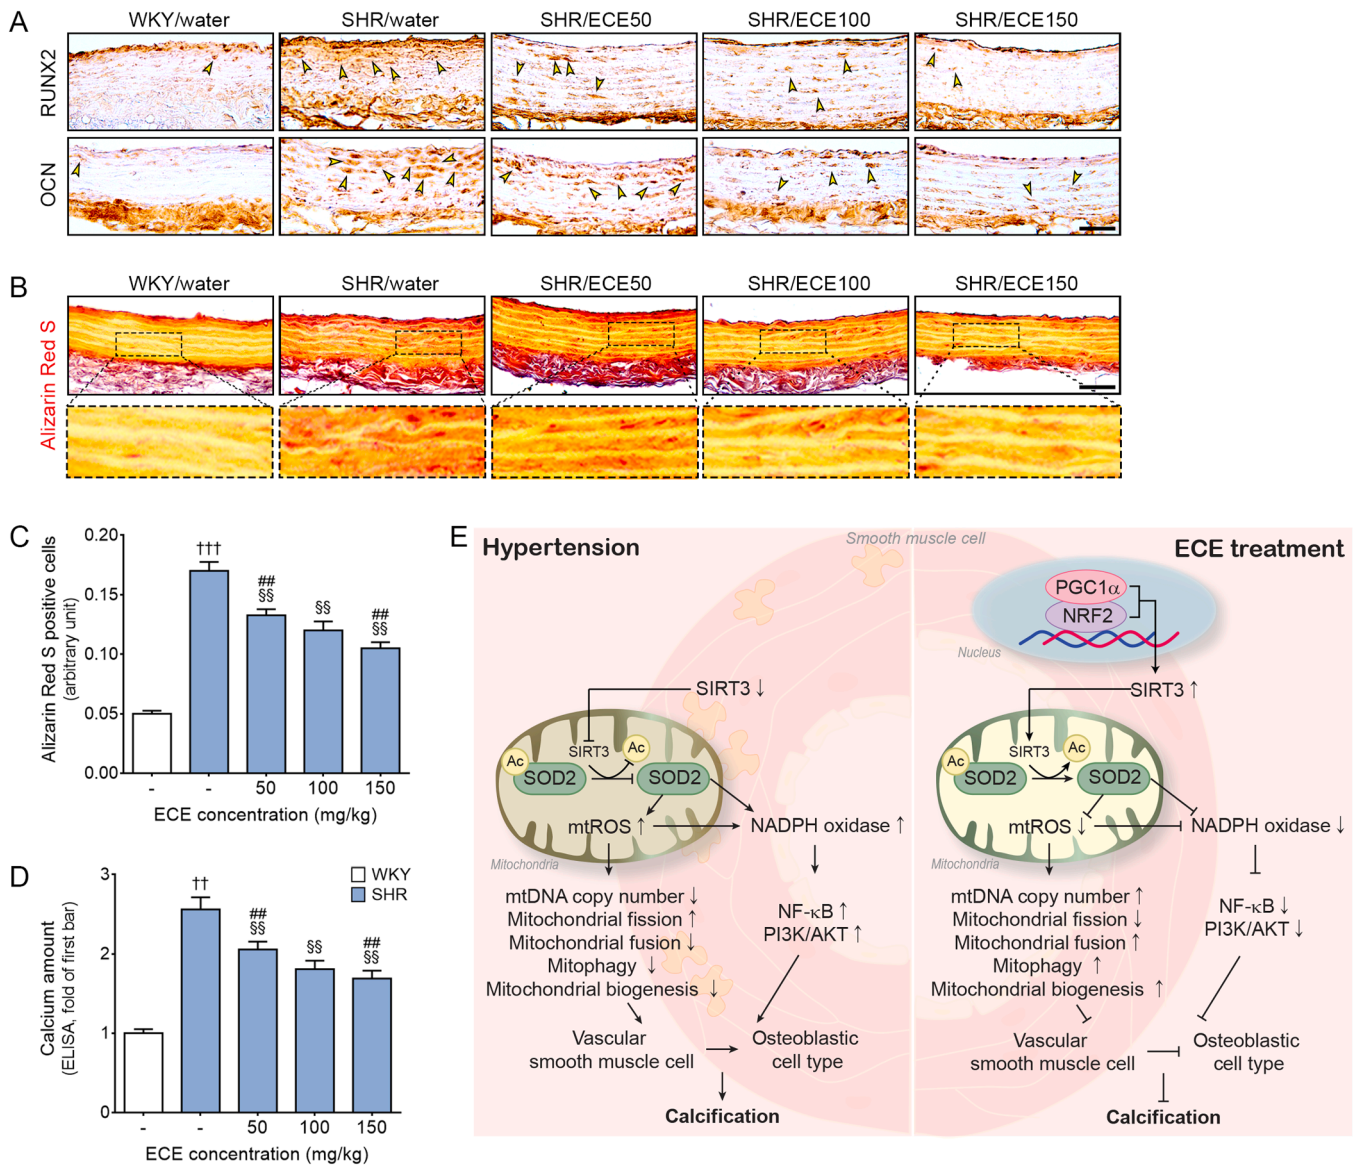 A
WKY/water SHR/water SHR/ECE50 SHR/ECE100 SHR/ECE150
RUNX2
OCN
B
WKY/water SHR/water SHR/ECE50 SHR/ECE100 SHR/ECE150
Alizarin Red S
C
Alizarin Red S positive cells
(arbitrary unit)
0.20
0.15
0.10
0.05
0.00
†††
##
§§
§§
##
§§
- - 50 100 150
ECE concentration (mg/kg)
D
Calcium amount
(ELISA, fold of first bar)
3
2
1
0
WKY
SHR
††
##
§§
§§
##
§§
- - 50 100 150
ECE concentration (mg/kg)
E
Hypertension
Smooth muscle cell
ECE treatment
SIRT3 ↓
SIRT3
Ac
Ac
SOD2
SOD2
mtROS ↑
NADPH oxidase ↑
Mitochondria
mtDNA copy number ↓
Mitochondrial fission ↑
Mitochondrial fusion ↓
Mitophagy ↓
Mitochondrial biogenesis ↓
NF-κB ↑
PI3K/AKT ↑
Vascular
smooth muscle cell
Osteoblastic
cell type
Calcification
PGC1α
NRF2
Nucleus
SIRT3 ↑
SIRT3
Ac
Ac
SOD2
SOD2
mtROS ↓
NADPH oxidase ↓
Mitochondria
mtDNA copy number ↑
Mitochondrial fission ↓
Mitochondrial fusion ↑
Mitophagy ↑
Mitochondrial biogenesis ↑
NF-κB ↓
PI3K/AKT ↓
Vascular
smooth muscle cell
Osteoblastic
cell type
Calcification